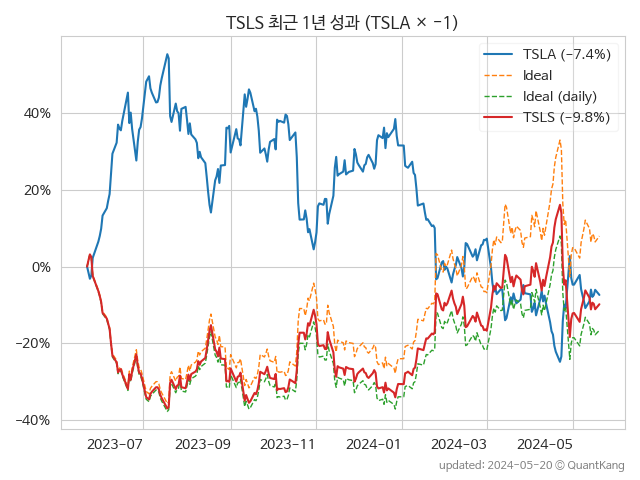 TSLS 최근 1년 성과 (TSLA × −1)
TSLA (−7.4%)
Ideal
Ideal (daily)
TSLS (−9.8%)
40%
20%
0%
−20%
−40%
2023-07 2023-09 2023-11 2024-01 2024-03 2024-05
updated: 2024-05-20 © QuantKang